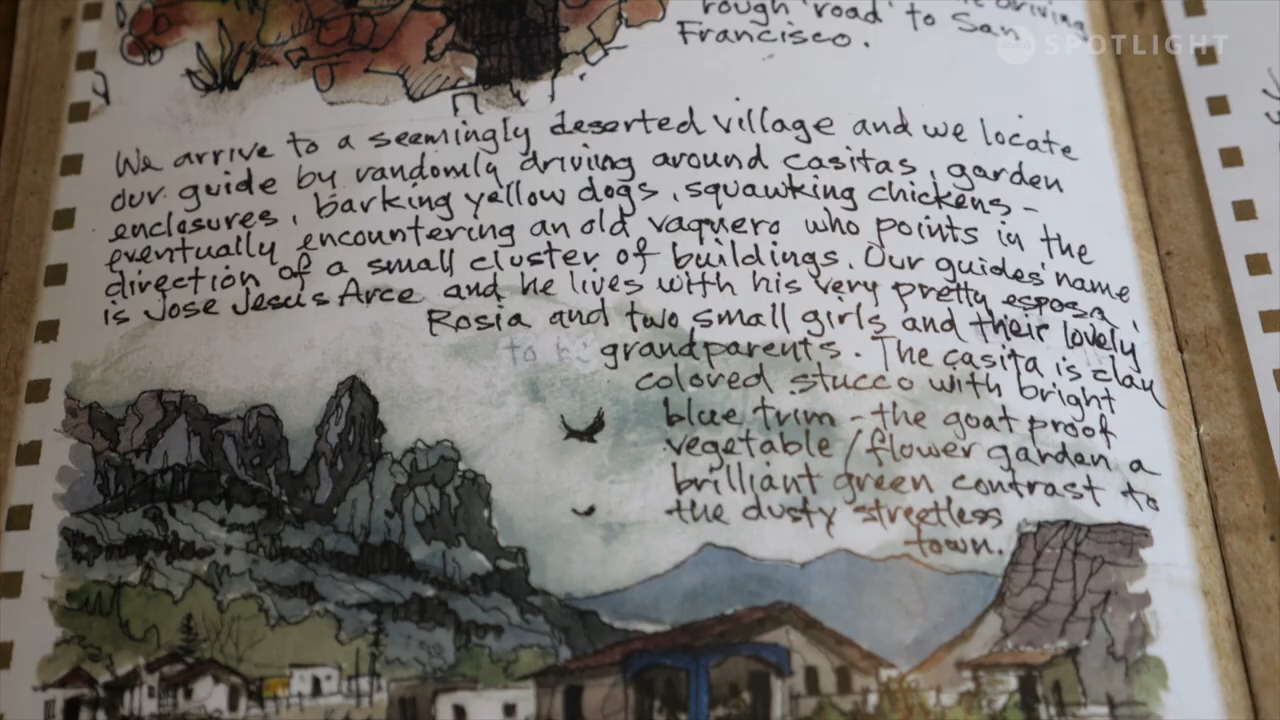 driving
rough 'road' to San
Francisco.
SPOTLIGHT
We arrive to a seemingly deserted village and we locate
our guide by randomly driving around casitas, garden
enclosures, barking yellow dogs, squawking chickens -
eventually encountering an old vaquero who points in the
direction of a small cluster of buildings. Our guides' name
is Jose Jesus Arce and he lives with his very pretty esposa,
Rosia and two small girls and their lovely
grandparents. The casita is clay
colored stucco with bright
blue trim - the goat proof
vegetable / flower garden a
brilliant green contrast to
the dusty streetless
town.